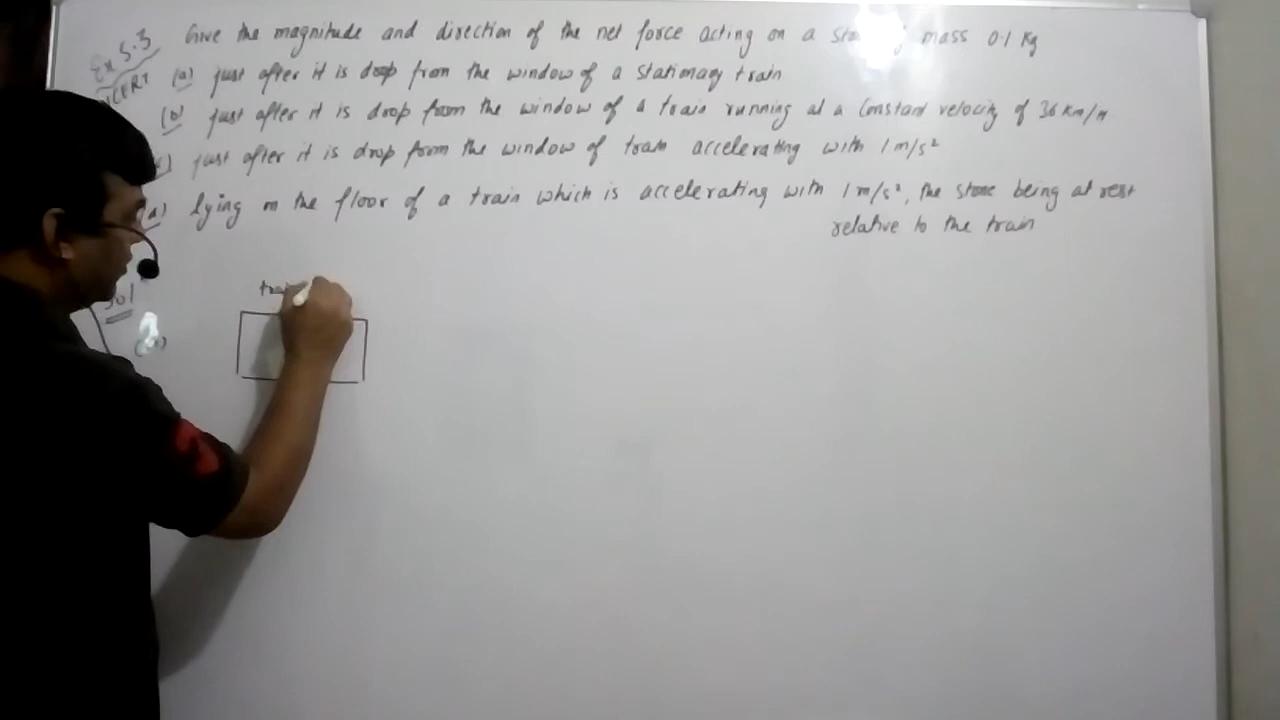 Ex 5.3
NCERT
Give the magnitude and direction of the net force acting on a mass 0.1 Kg
(a) just after it is drop from the window of a stationary train
(b) just after it is drop from the window of a train running at a constant velocity of 36 Km/h
(c) just after it is drop from the window of train accelerating with 1 m/s²
(d) lying on the floor of a train which is accelerating with 1 m/s², the stone being at rest
relative to the train
Sol
(a)